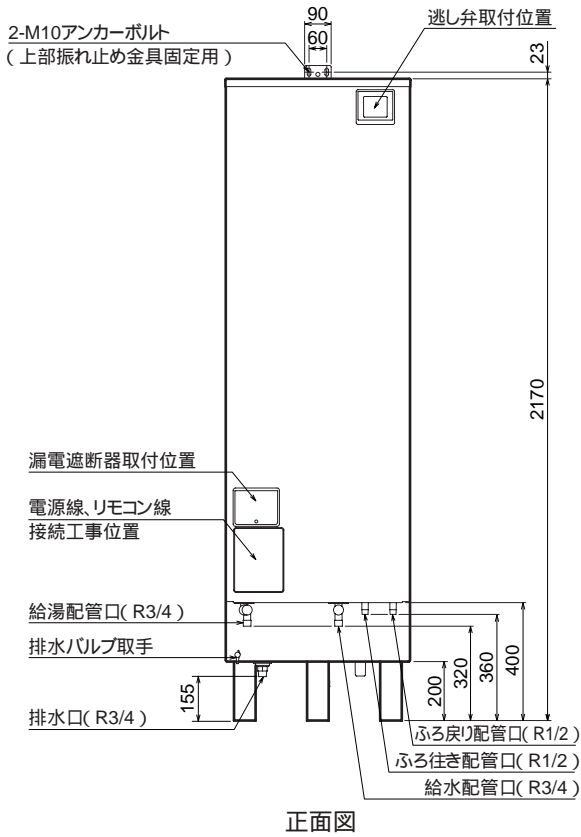 90
60
23
2-M10アンカーボルト
(上部振れ止め金具固定用)
逃し弁取付位置
2170
漏電遮断器取付位置
電源線、リモコン線
接続工事位置
給湯配管口(R3/4)
排水バルブ取手
排水口(R3/4)
155
200
320
360
400
ふろ戻り配管口(R1/2)
ふろ往き配管口(R1/2)
給水配管口(R3/4)
正面図